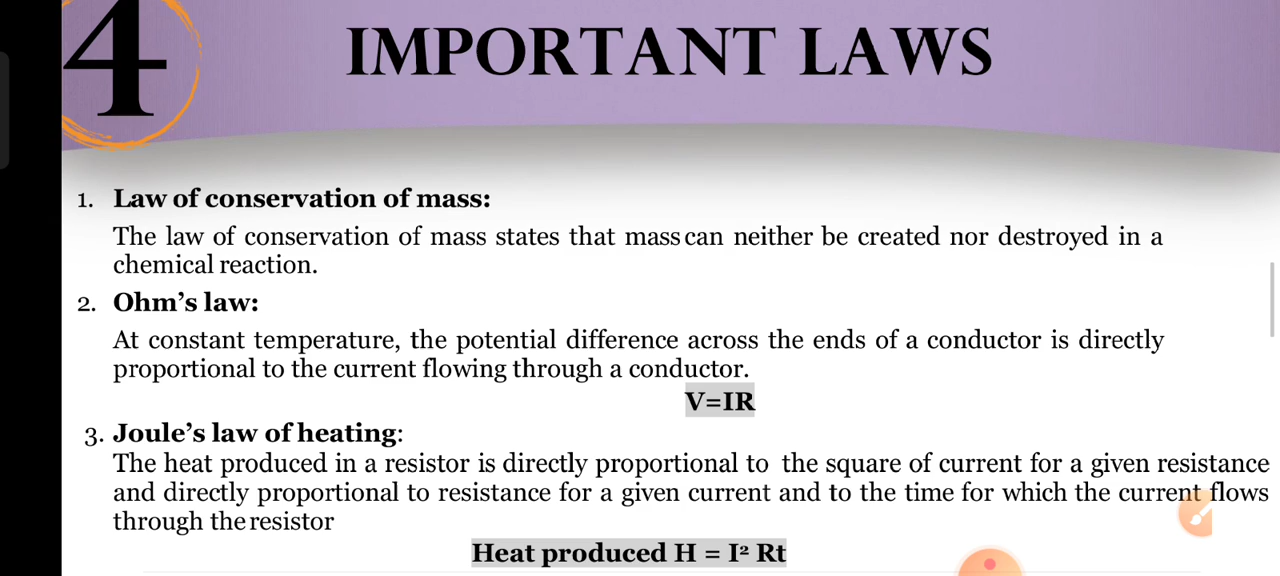 4
IMPORTANT LAWS
1. Law of conservation of mass:
The law of conservation of mass states that mass can neither be created nor destroyed in a
chemical reaction.
2. Ohm’s law:
At constant temperature, the potential difference across the ends of a conductor is directly
proportional to the current flowing through a conductor.
V=IR
3. Joule’s law of heating:
The heat produced in a resistor is directly proportional to the square of current for a given resistance
and directly proportional to resistance for a given current and to the time for which the current flows
through the resistor
Heat produced H = I² Rt